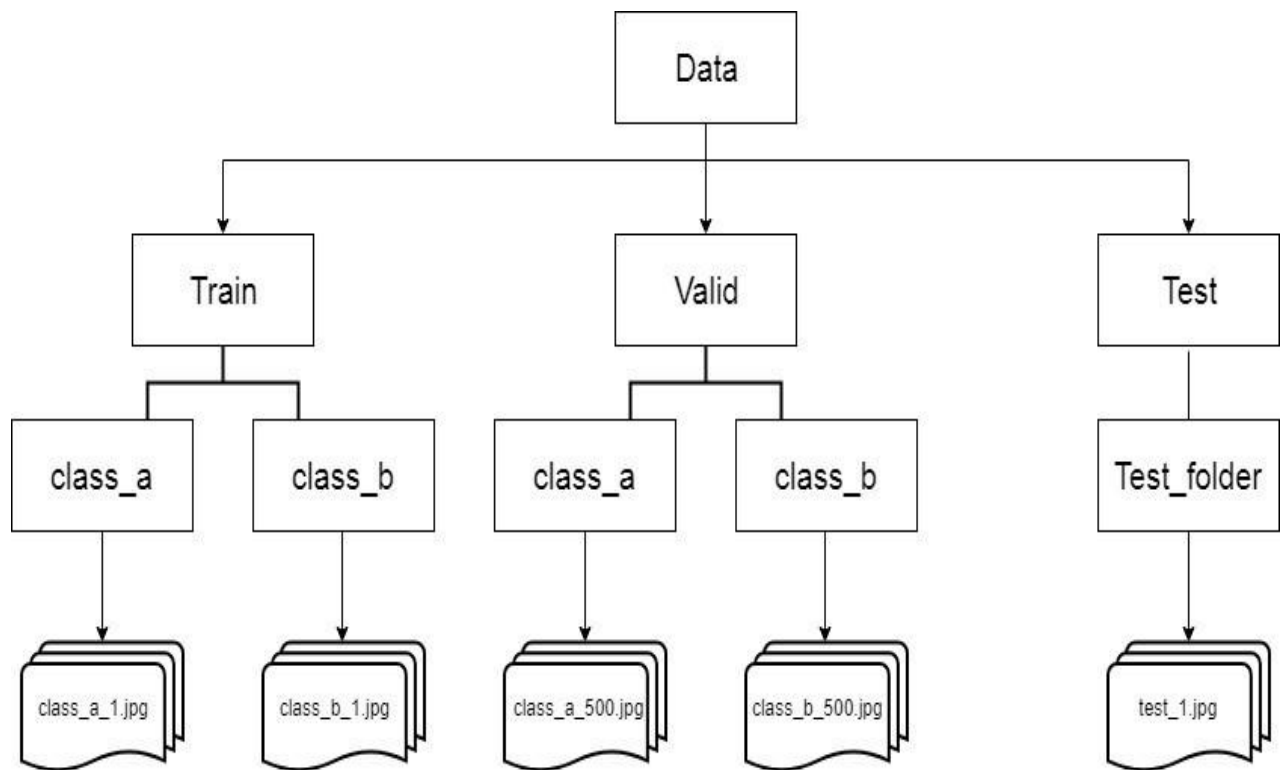 Data
Train
Valid
Test
class_a
class_b
class_a
class_b
Test_folder
class_a_1.jpg
class_b_1.jpg
class_a_500.jpg
class_b_500.jpg
test_1.jpg